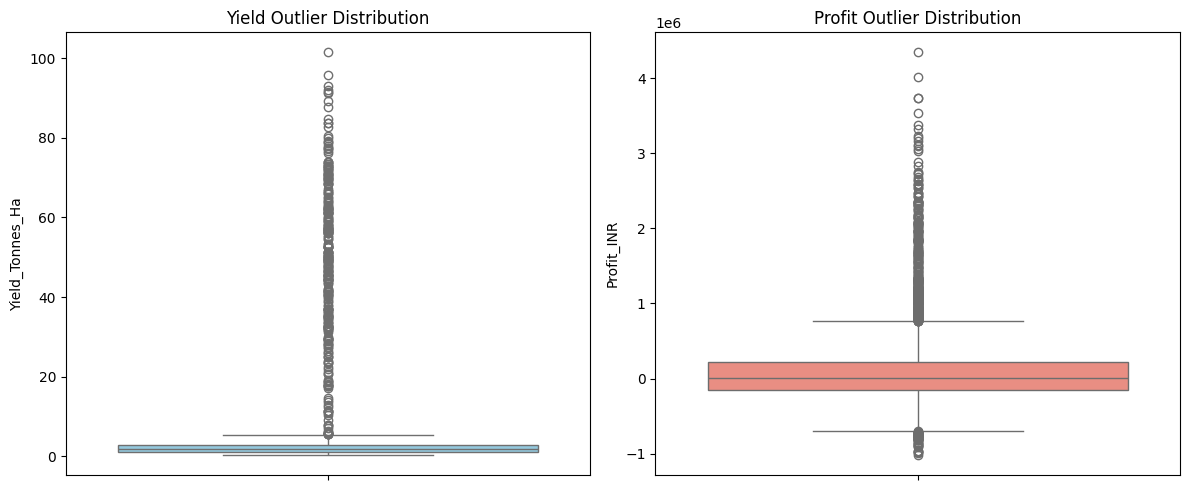 Yield Outlier Distribution
Yield_Tonnes_Ha
100
80
60
40
20
0
Profit Outlier Distribution
1e6
Profit_INR
4
3
2
1
0
−1